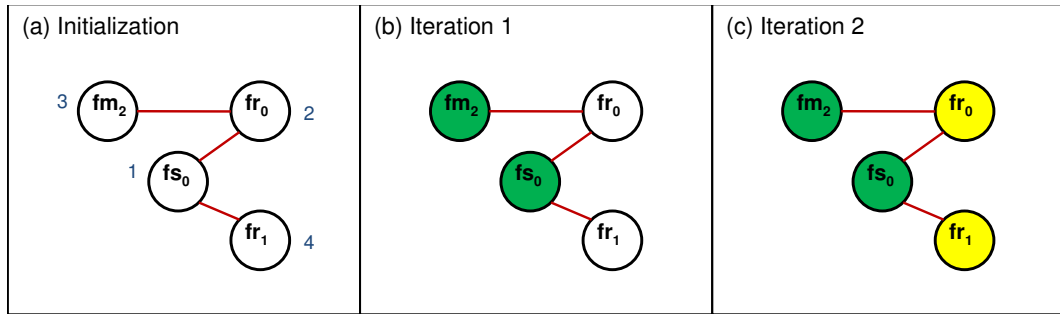 (a) Initialization
3
fm₂
fr₀
2
1
fs₀
fr₁
4
(b) Iteration 1
fm₂
fr₀
fs₀
fr₁
(c) Iteration 2
fm₂
fr₀
fs₀
fr₁